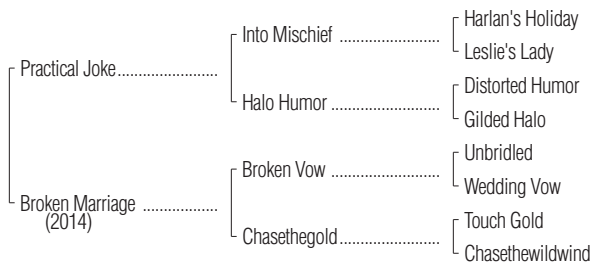 Harlan's Holiday
Into Mischief ........................
Leslie's Lady
Practical Joke........................
Distorted Humor
Halo Humor ..........................
Gilded Halo
Unbridled
Broken Vow ..........................
Wedding Vow
Broken Marriage ..................
(2014)
Touch Gold
Chasethegold........................
Chasethewildwind